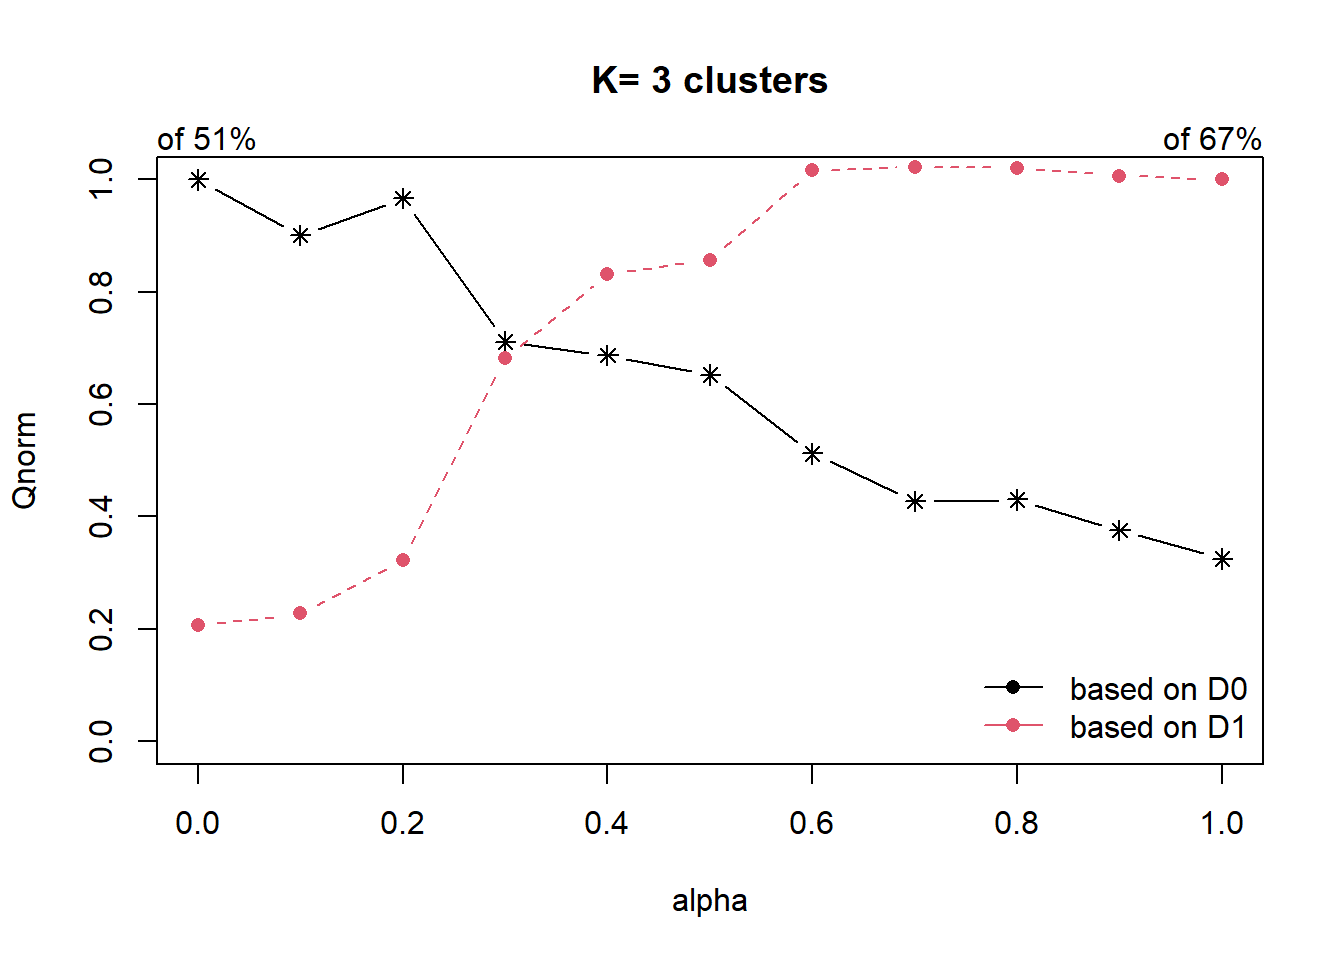 K= 3 clusters
of 51%
of 67%
1.0
0.8
0.6
0.4
0.2
0.0
Qnorm
based on D0
based on D1
0.0 0.2 0.4 0.6 0.8 1.0
alpha